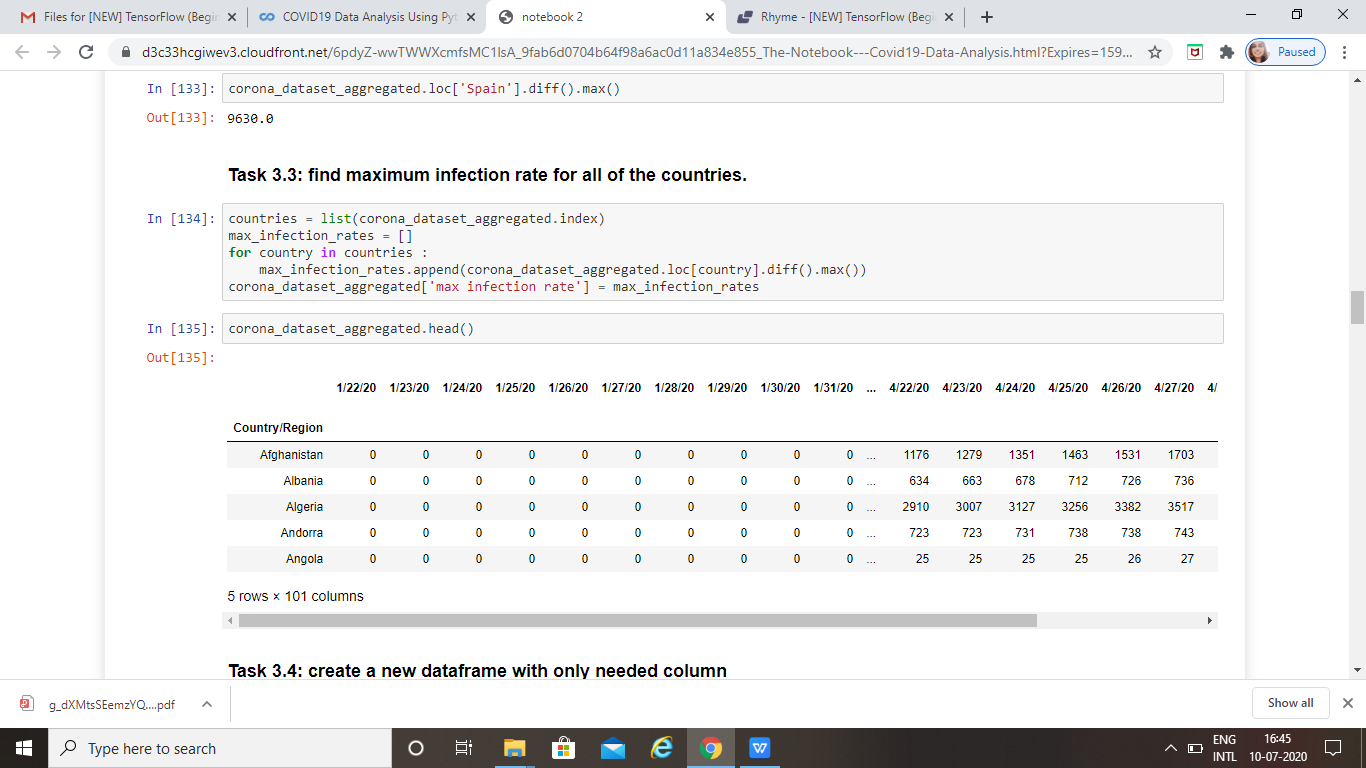 Files for [NEW] TensorFlow (Begin
COVID19 Data Analysis Using Pyt
notebook 2
Rhyme - [NEW] TensorFlow (Begi
d3c33hcgiwev3.cloudfront.net/6pdyZ-wwTWWXcmfsMC1IsA_9fab6d0704b64f98a6ac0d11a834e855_The-Notebook---Covid19-Data-Analysis.html?Expires=159...
Paused
In [133]: corona_dataset_aggregated.loc['Spain'].diff().max()
Out[133]: 9630.0
Task 3.3: find maximum infection rate for all of the countries.
In [134]: countries = list(corona_dataset_aggregated.index)
max_infection_rates = []
for country in countries :
    max_infection_rates.append(corona_dataset_aggregated.loc[country].diff().max())
corona_dataset_aggregated['max infection rate'] = max_infection_rates
In [135]: corona_dataset_aggregated.head()
Out[135]:
1/22/20 1/23/20 1/24/20 1/25/20 1/26/20 1/27/20 1/28/20 1/29/20 1/30/20 1/31/20 ... 4/22/20 4/23/20 4/24/20 4/25/20 4/26/20 4/27/20 4/
Country/Region
Afghanistan 0 0 0 0 0 0 0 0 0 0 ... 1176 1279 1351 1463 1531 1703
Albania 0 0 0 0 0 0 0 0 0 0 ... 634 663 678 712 726 736
Algeria 0 0 0 0 0 0 0 0 0 0 ... 2910 3007 3127 3256 3382 3517
Andorra 0 0 0 0 0 0 0 0 0 0 ... 723 723 731 738 738 743
Angola 0 0 0 0 0 0 0 0 0 0 ... 25 25 25 25 26 27
5 rows × 101 columns
Task 3.4: create a new dataframe with only needed column
g_dXMtsSEemzYQ....pdf
Show all
Type here to search
ENG
INTL
16:45
10-07-2020